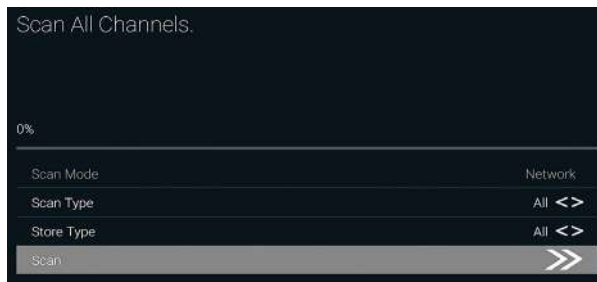 Scan All Channels.
0%
Scan Mode Network
Scan Type All <>
Store Type All <>
Scan